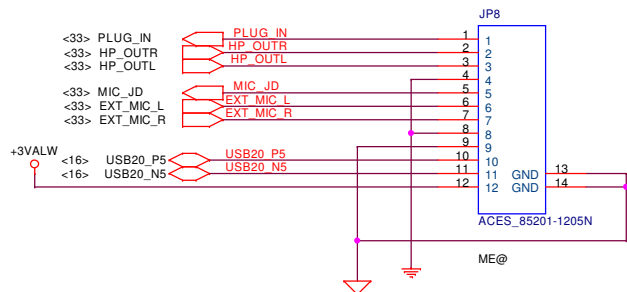 JP8
<33> PLUG_IN PLUG_IN 1 1
<33> HP_OUTR HP_OUTR 2 2
<33> HP_OUTL HP_OUTL 3 3
4 4
<33> MIC_JD MIC_JD 5 5
<33> EXT_MIC_L EXT_MIC_L 6 6
<33> EXT_MIC_R EXT_MIC_R 7 7
8 8
9 9
+3VALW <16> USB20_P5 USB20_P5 10 10
<16> USB20_N5 USB20_N5 11 11 GND 13
12 12 GND 14
ACES_85201-1205N
ME@